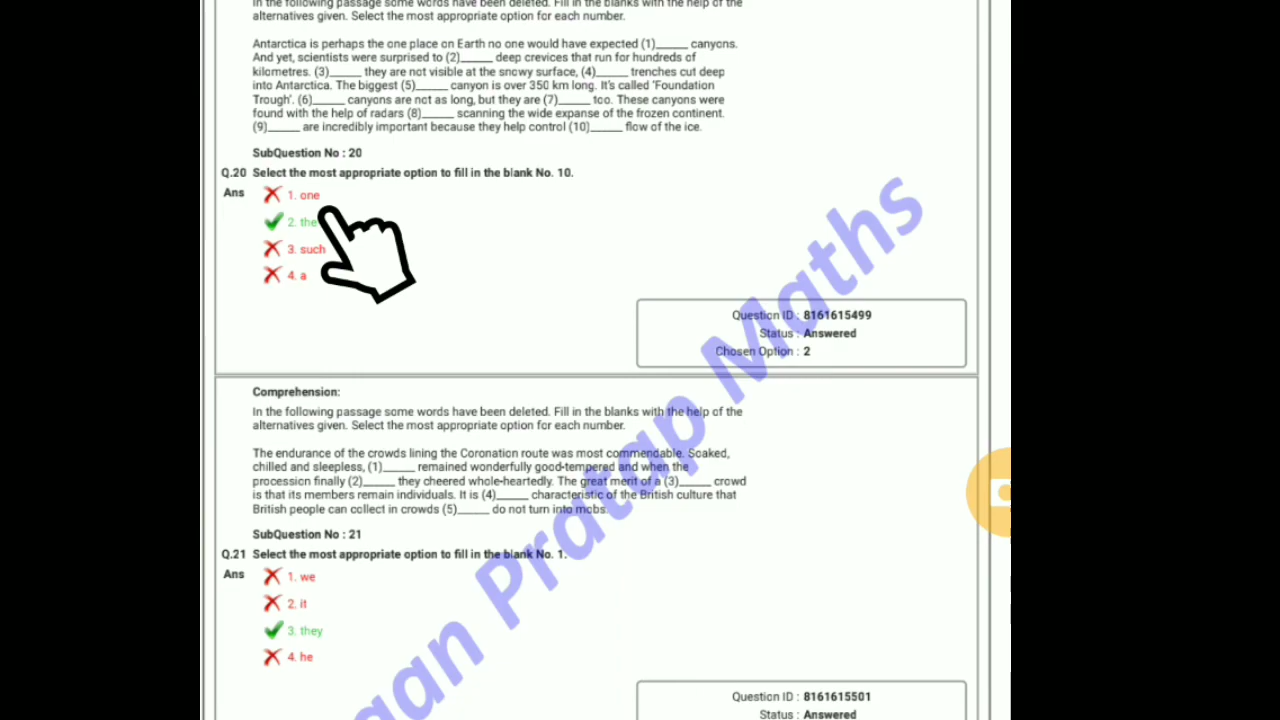 In the following passage some words have been deleted. Fill in the blanks with the help of the
alternatives given. Select the most appropriate option for each number.
Antarctica is perhaps the one place on Earth no one would have expected (1)_____ canyons.
And yet, scientists were surprised to (2)_____ deep crevices that run for hundreds of
kilometres. (3)_____ they are not visible at the snowy surface, (4)_____ trenches cut deep
into Antarctica. The biggest (5)_____ canyon is over 350 km long. It's called 'Foundation
Trough'. (6)_____ canyons are not as long, but they are (7)_____ too. These canyons were
found with the help of radars (8)_____ scanning the wide expanse of the frozen continent.
(9)_____ are incredibly important because they help control (10)_____ flow of the ice.
SubQuestion No : 20
Q.20 Select the most appropriate option to fill in the blank No. 10.
Ans
1. one
2. the
3. such
4. a
Question ID : 8161615499
Status : Answered
Chosen Option : 2
Comprehension:
In the following passage some words have been deleted. Fill in the blanks with the help of the
alternatives given. Select the most appropriate option for each number.
The endurance of the crowds lining the Coronation route was most commendable. Soaked,
chilled and sleepless, (1)_____ remained wonderfully good-tempered and when the
procession finally (2)_____ they cheered whole-heartedly. The great merit of a (3)_____ crowd
is that its members remain individuals. It is (4)_____ characteristic of the British culture that
British people can collect in crowds (5)_____ do not turn into mobs.
SubQuestion No : 21
Q.21 Select the most appropriate option to fill in the blank No. 1.
Ans
1. we
2. it
3. they
4. he
Question ID : 8161615501
Status : Answered
gan Pratap Maths